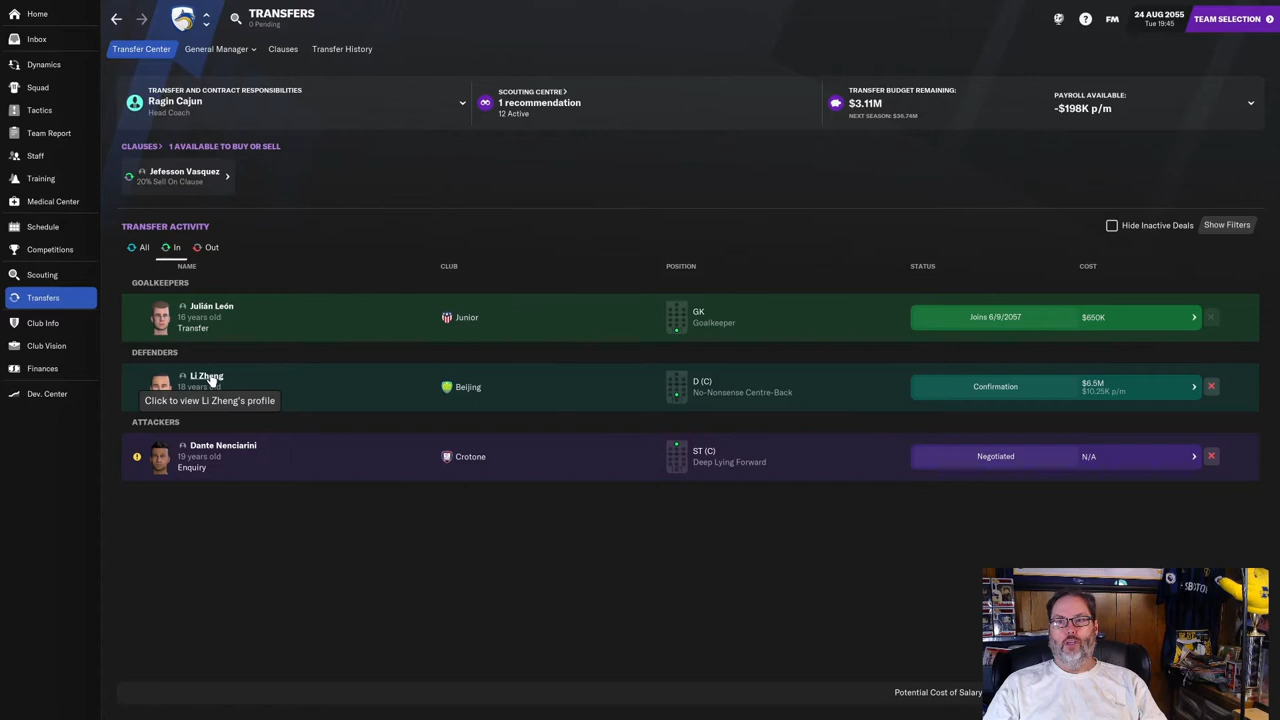 Home
Inbox
Dynamics
Squad
Tactics
Team Report
Staff
Training
Medical Center
Schedule
Competitions
Scouting
Transfers
Club Info
Club Vision
Finances
Dev. Center
TRANSFERS
0 Pending
FM
24 AUG 2055
Tue 19:45
TEAM SELECTION
Transfer Center
General Manager
Clauses
Transfer History
TRANSFER AND CONTRACT RESPONSIBILITIES
Ragin Cajun
Head Coach
SCOUTING CENTRE>
1 recommendation
12 Active
TRANSFER BUDGET REMAINING:
$3.11M
NEXT SEASON: $36.74M
PAYROLL AVAILABLE:
-$198K p/m
CLAUSES> 1 AVAILABLE TO BUY OR SELL
Jefesson Vasquez
20% Sell On Clause
TRANSFER ACTIVITY
Hide Inactive Deals
Show Filters
All In Out
NAME CLUB POSITION STATUS COST
GOALKEEPERS
Julián León
16 years old
Transfer
Junior
GK
Goalkeeper
Joins 6/9/2057
$650K
DEFENDERS
Li Zheng
18 years old
Click to view Li Zheng's profile
Beijing
D (C)
No-Nonsense Centre-Back
Confirmation
$6.5M
$10.25K p/m
ATTACKERS
Dante Nenciarini
19 years old
Enquiry
Crotone
ST (C)
Deep Lying Forward
Negotiated
N/A
Potential Cost of Salary